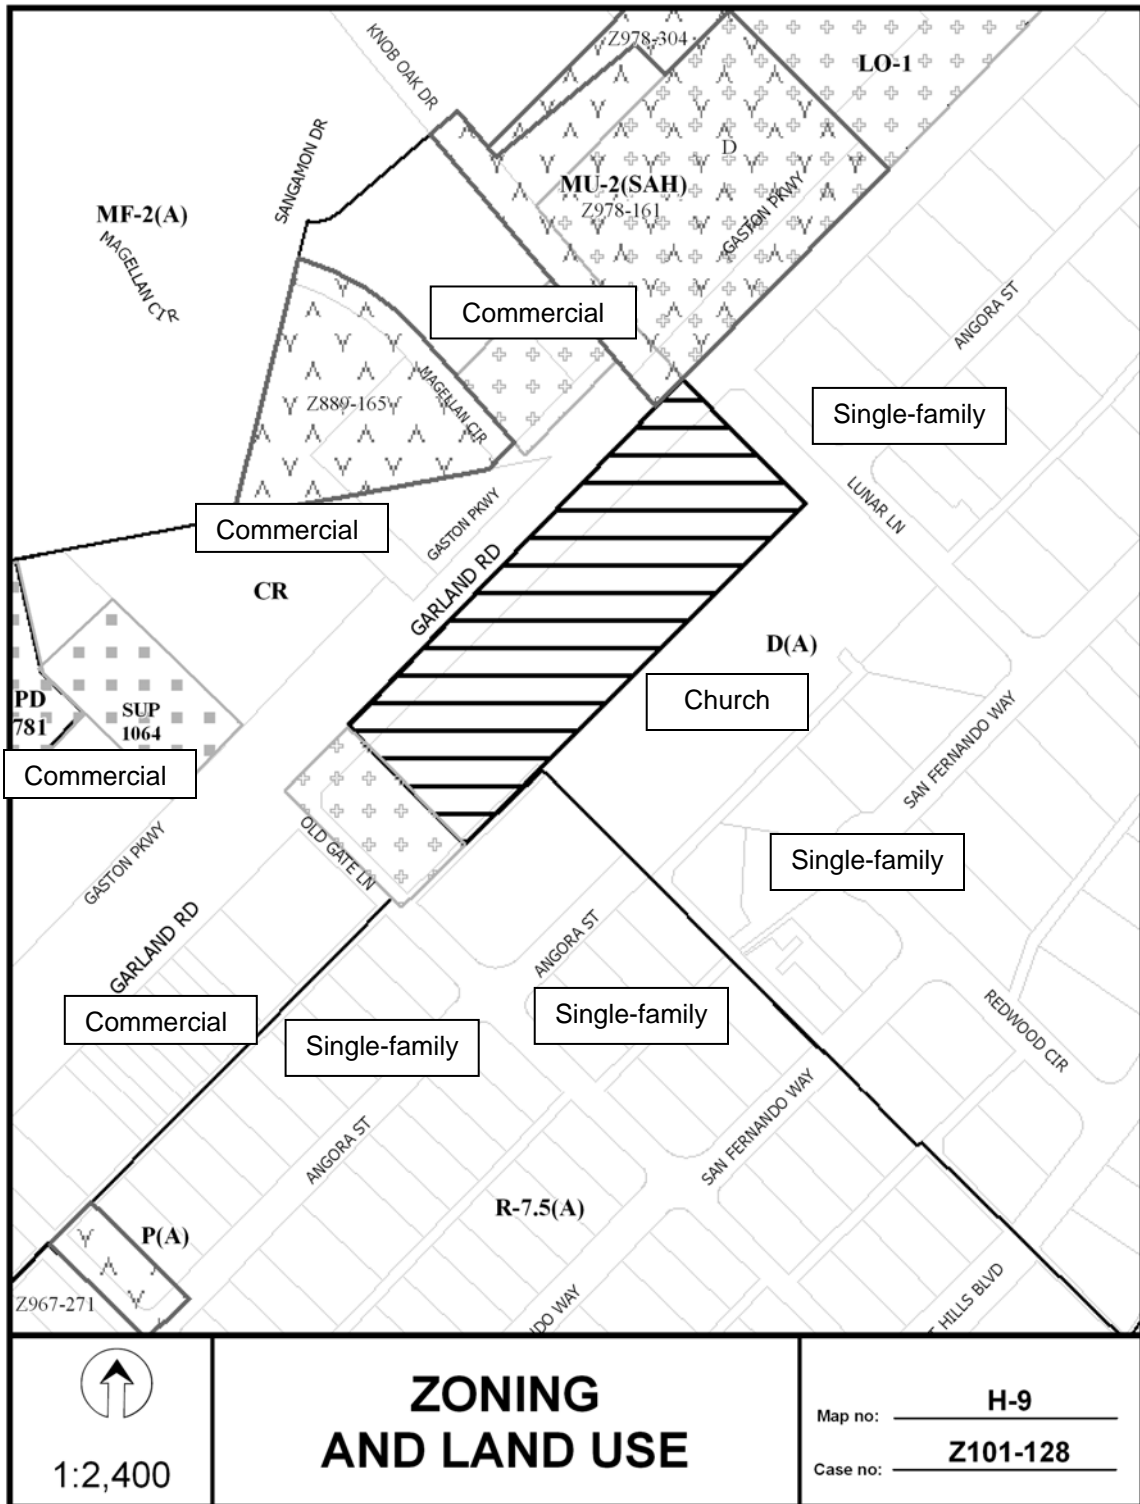 Z978-304
KNOB OAK DR
LO-1
SANGAMON DR
D
MF-2(A)
MU-2(SAH)
Z978-161
GASTON PKWY
MAGELLAN CIR
Commercial
ANGORA ST
Z889-165
MAGELLAN CIR
Single-family
LUNAR LN
Commercial
GASTON PKWY
GARLAND RD
CR
D(A)
Church
PD
781
SUP
1064
Commercial
SAN FERNANDO WAY
OLD GATE LN
GASTON PKWY
Single-family
GARLAND RD
ANGORA ST
Commercial
Single-family
Single-family
REDWOOD CIR
ANGORA ST
SAN FERNANDO WAY
R-7.5(A)
P(A)
Z967-271
DO WAY
HILLS BLVD
1:2,400
ZONING
AND LAND USE
Map no: H-9
Case no: Z101-128